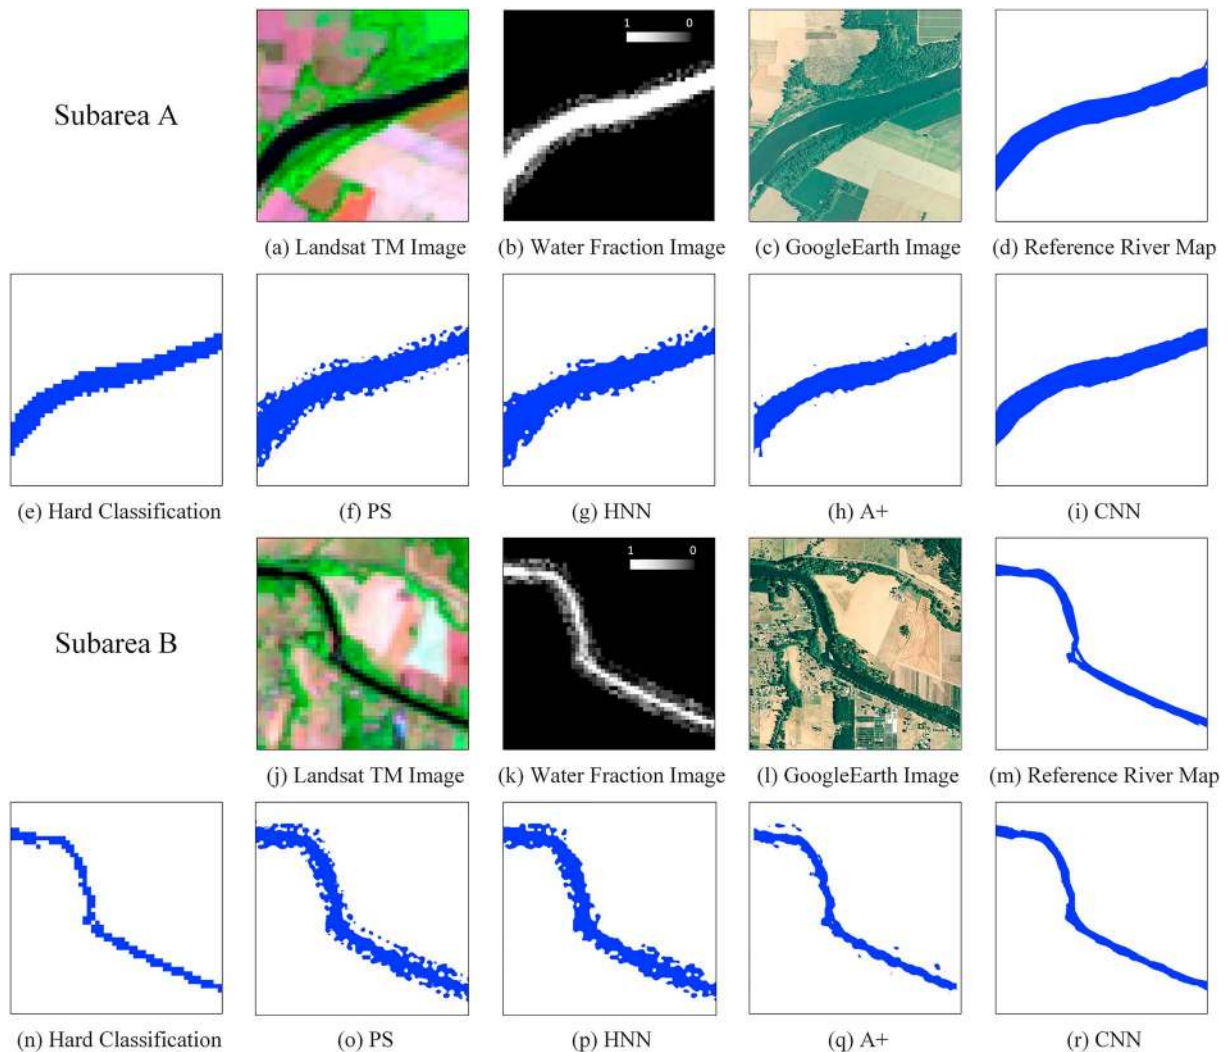 1 0
Subarea A
(a) Landsat TM Image (b) Water Fraction Image (c) GoogleEarth Image (d) Reference River Map
(e) Hard Classification (f) PS (g) HNN (h) A+ (i) CNN
1 0
Subarea B
(j) Landsat TM Image (k) Water Fraction Image (l) GoogleEarth Image (m) Reference River Map
(n) Hard Classification (o) PS (p) HNN (q) A+ (r) CNN